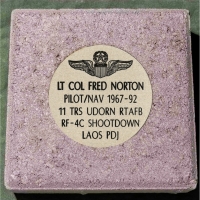 LT COL FRED NORTON
PILOT/NAV 1967-92
11 TRS UDORN RTAFB
RF-4C SHOOTDOWN
LAOS PDJ